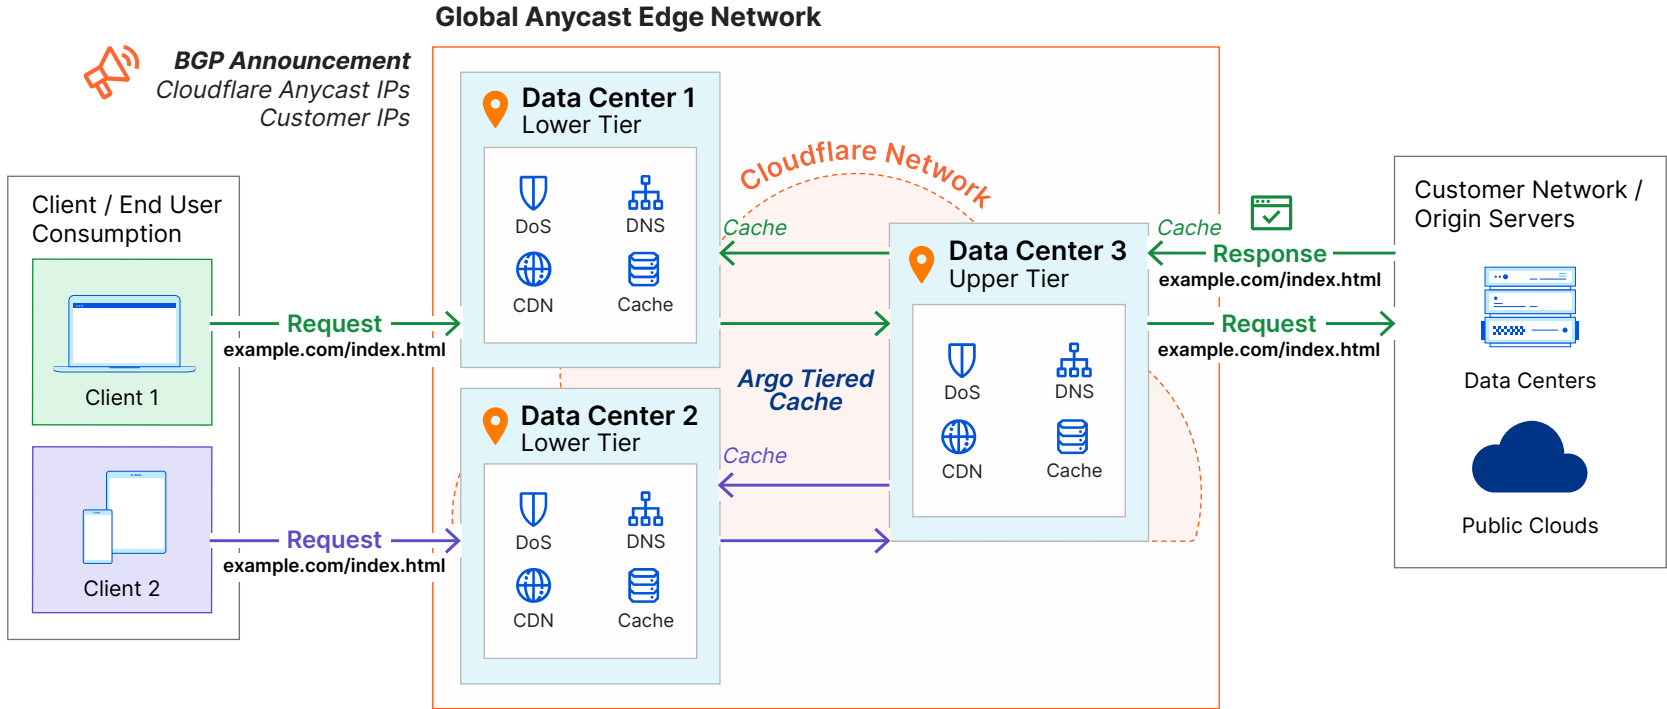 Global Anycast Edge Network
BGP Announcement
Cloudflare Anycast IPs
Customer IPs
Client / End User
Consumption
Client 1
Client 2
Request
example.com/index.html
Request
example.com/index.html
Data Center 1
Lower Tier
DoS
DNS
CDN
Cache
Data Center 2
Lower Tier
DoS
DNS
CDN
Cache
Cloudflare Network
Cache
Argo Tiered
Cache
Cache
Data Center 3
Upper Tier
DoS
DNS
CDN
Cache
Cache
Response
example.com/index.html
Request
example.com/index.html
Customer Network /
Origin Servers
Data Centers
Public Clouds